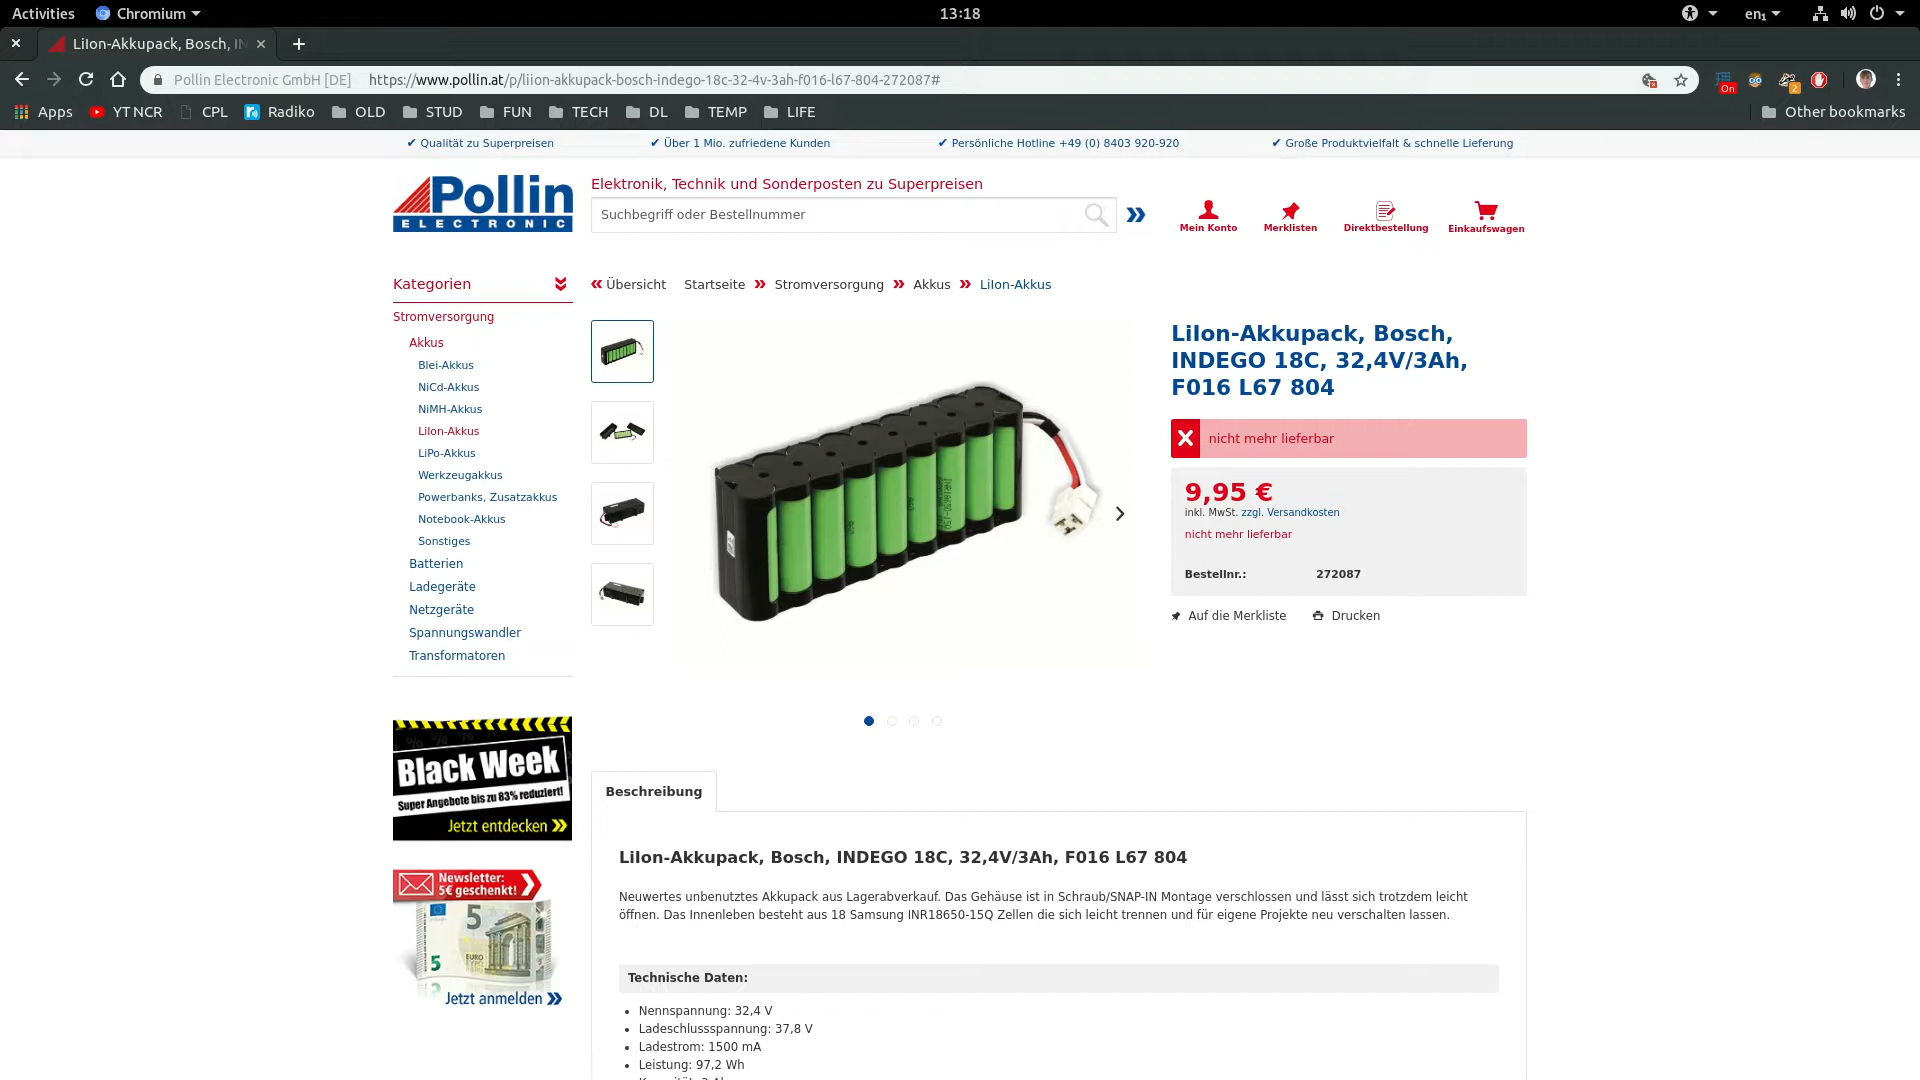 Activities
Chromium
13:18
en₁
LiIon-Akkupack, Bosch, IN
Pollin Electronic GmbH [DE]
https://www.pollin.at/p/liion-akkupack-bosch-indego-18c-32-4v-3ah-f016-l67-804-272087#
On
2
Apps
YT NCR
CPL
Radiko
OLD
STUD
FUN
TECH
DL
TEMP
LIFE
Other bookmarks
✔ Qualität zu Superpreisen
✔ Über 1 Mio. zufriedene Kunden
✔ Persönliche Hotline +49 (0) 8403 920-920
✔ Große Produktvielfalt & schnelle Lieferung
Pollin
ELECTRONIC
Elektronik, Technik und Sonderposten zu Superpreisen
Suchbegriff oder Bestellnummer
Mein Konto
Merklisten
Direktbestellung
Einkaufswagen
Kategorien
Stromversorgung
Akkus
Blei-Akkus
NiCd-Akkus
NiMH-Akkus
LiIon-Akkus
LiPo-Akkus
Werkzeugakkus
Powerbanks, Zusatzakkus
Notebook-Akkus
Sonstiges
Batterien
Ladegeräte
Netzgeräte
Spannungswandler
Transformatoren
« Übersicht Startseite » Stromversorgung » Akkus » LiIon-Akkus
LiIon-Akkupack, Bosch,
INDEGO 18C, 32,4V/3Ah,
F016 L67 804
nicht mehr lieferbar
9,95 €
inkl. MwSt. zzgl. Versandkosten
nicht mehr lieferbar
Bestellnr.: 272087
Auf die Merkliste
Drucken
Black Week
Super Angebote bis zu 83% reduziert!
Jetzt entdecken »
Newsletter:
5€ geschenkt!
5
5
EURO
Jetzt anmelden »
Beschreibung
LiIon-Akkupack, Bosch, INDEGO 18C, 32,4V/3Ah, F016 L67 804
Neuwertes unbenutztes Akkupack aus Lagerabverkauf. Das Gehäuse ist in Schraub/SNAP-IN Montage verschlossen und lässt sich trotzdem leicht
öffnen. Das Innenleben besteht aus 18 Samsung INR18650-15Q Zellen die sich leicht trennen und für eigene Projekte neu verschalten lassen.
Technische Daten:
• Nennspannung: 32,4 V
• Ladeschlussspannung: 37,8 V
• Ladestrom: 1500 mA
• Leistung: 97,2 Wh